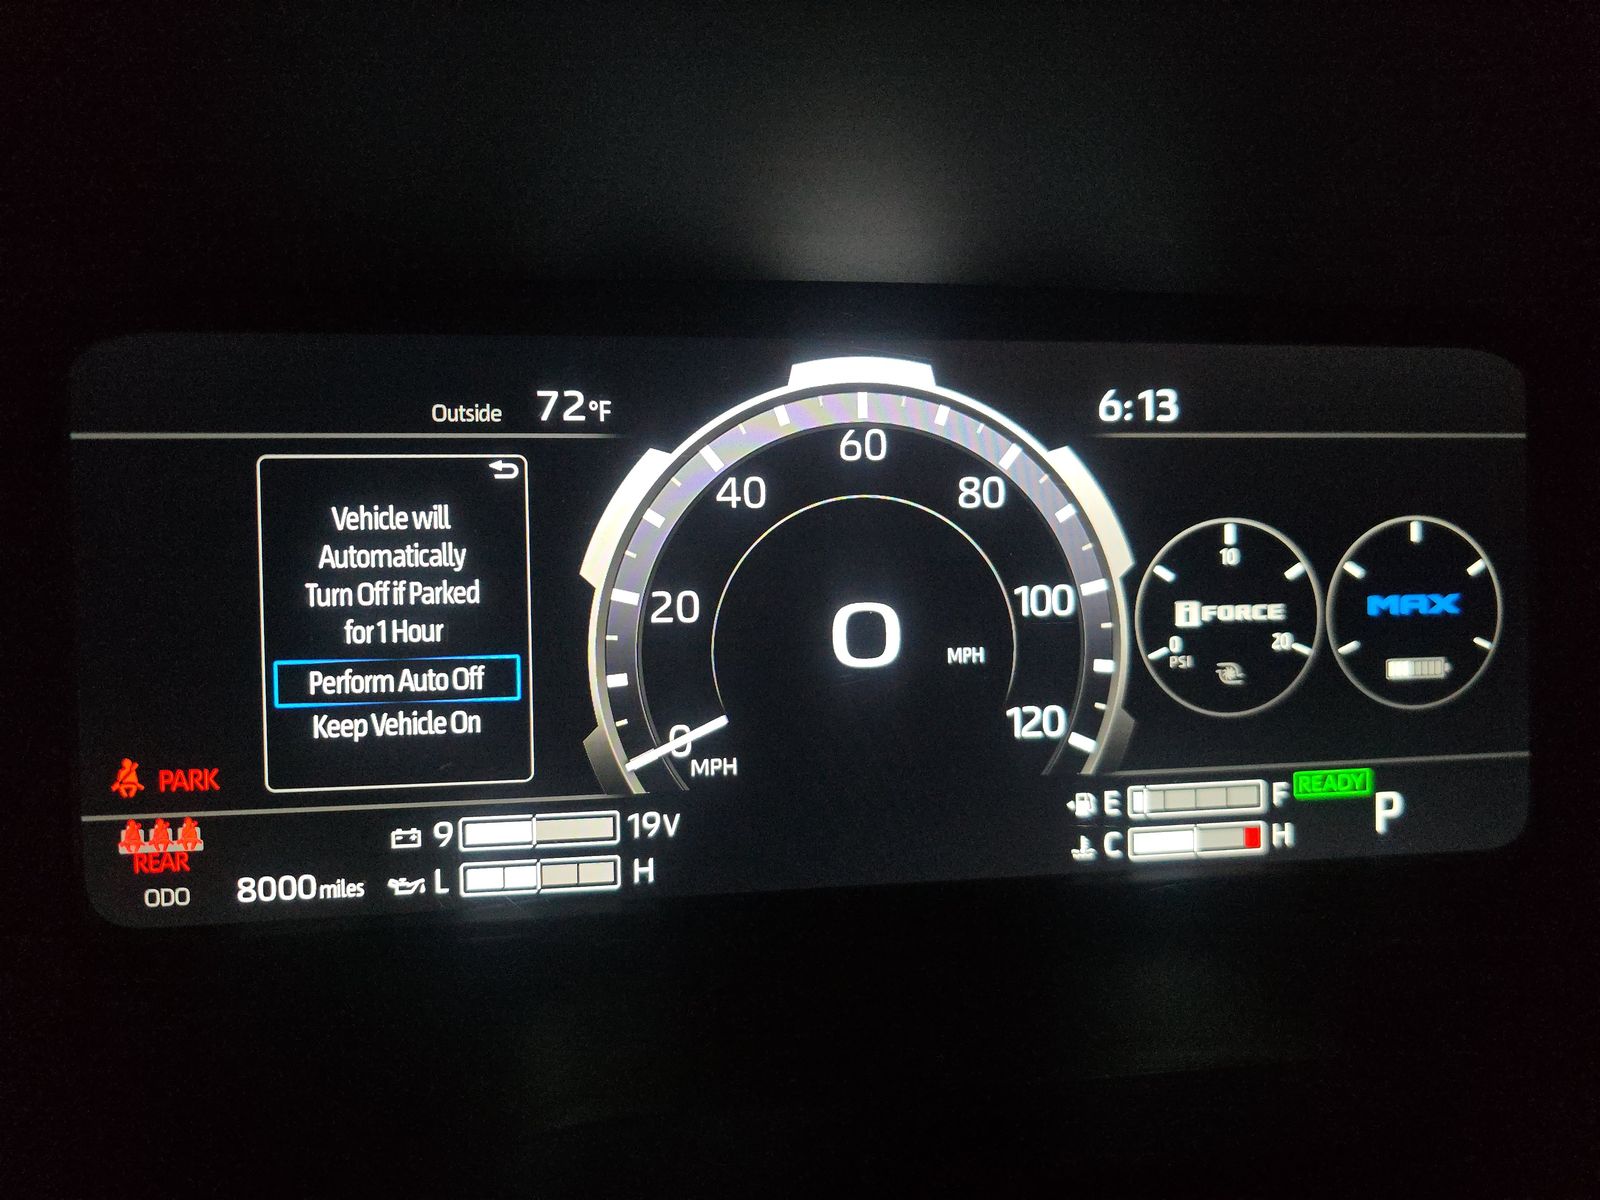 Outside 72°F
6:13
Vehicle will
Automatically
Turn Off if Parked
for 1 Hour
Perform Auto Off
Keep Vehicle On
0
20
40
60
80
100
120
MPH
0 MPH
10
iFORCE
0
20
PSI
MAX
PARK
REAR
ODO 8000 miles
9 19V
L H
E F
C H
READY
P